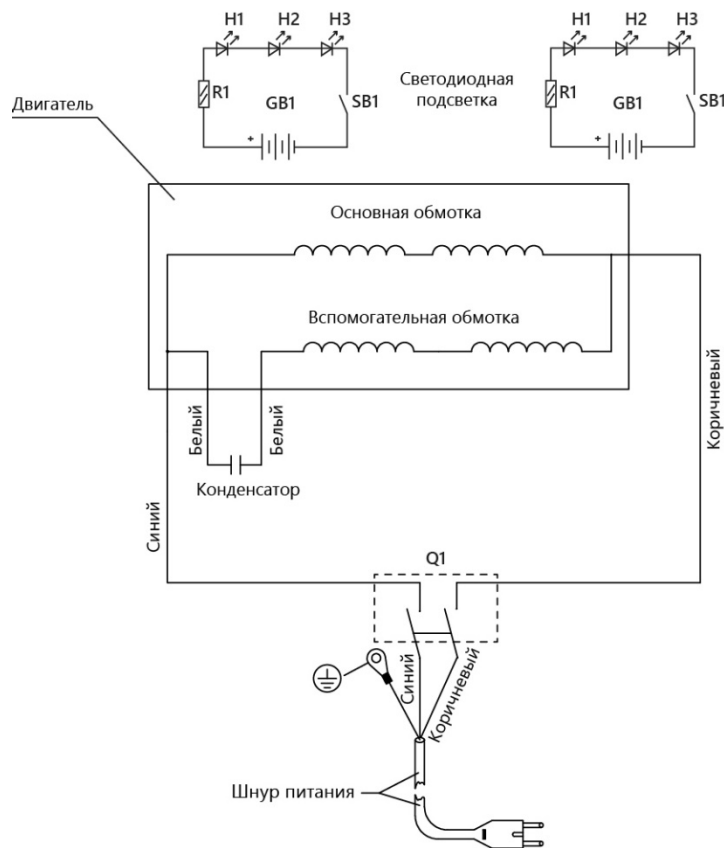 H1 H2 H3
H1 H2 H3
R1
GB1
SB1
+
Светодиодная
подсветка
R1
GB1
SB1
+
Двигатель
Основная обмотка
Вспомогательная обмотка
Белый
Белый
Конденсатор
Коричневый
Синий
Q1
Синий
Коричневый
Шнур питания